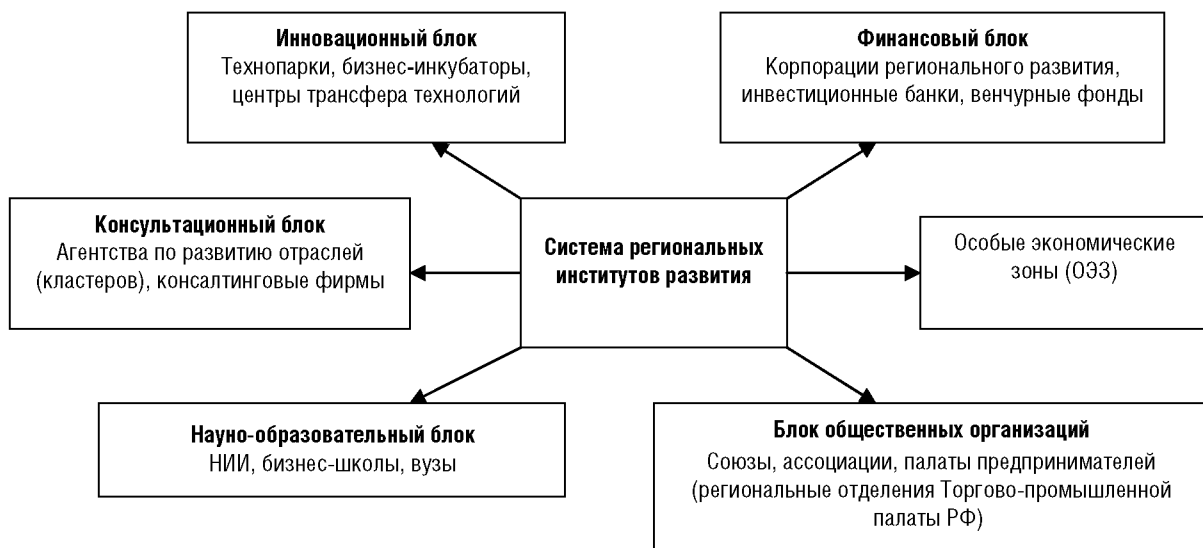 Инновационный блок
Технопарки, бизнес-инкубаторы,
центры трансфера технологий
Финансовый блок
Корпорации регионального развития,
инвестиционные банки, венчурные фонды
Консультационный блок
Агентства по развитию отраслей
(кластеров), консалтинговые фирмы
Система региональных
институтов развития
Особые экономические
зоны (ОЭЗ)
Науно-образовательный блок
НИИ, бизнес-школы, вузы
Блок общественных организаций
Союзы, ассоциации, палаты предпринимателей
(региональные отделения Торгово-промышленной
палаты РФ)